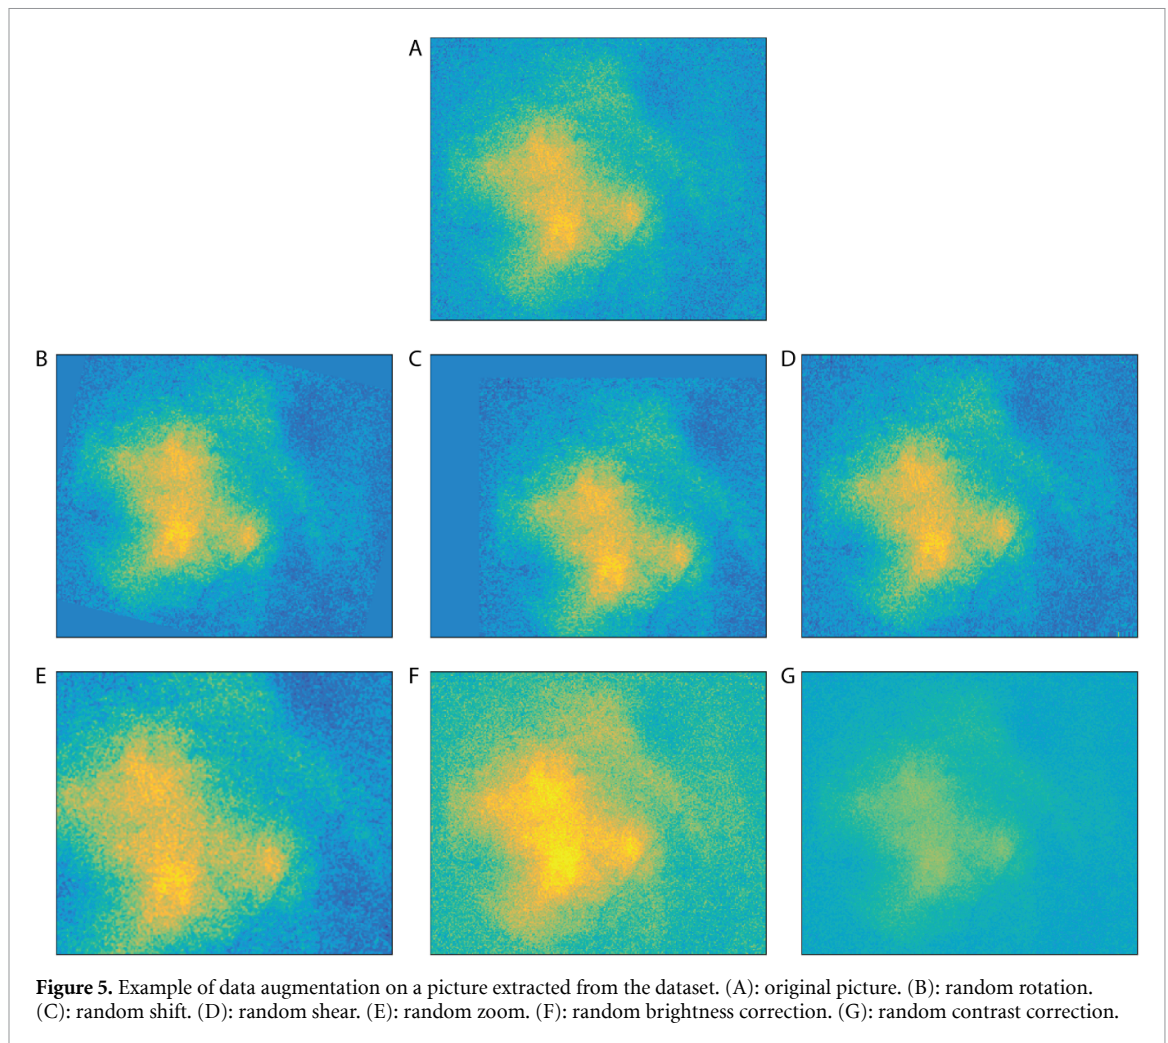 A
B
C
D
E
F
G
Figure 5. Example of data augmentation on a picture extracted from the dataset. (A): original picture. (B): random rotation.
(C): random shift. (D): random shear. (E): random zoom. (F): random brightness correction. (G): random contrast correction.